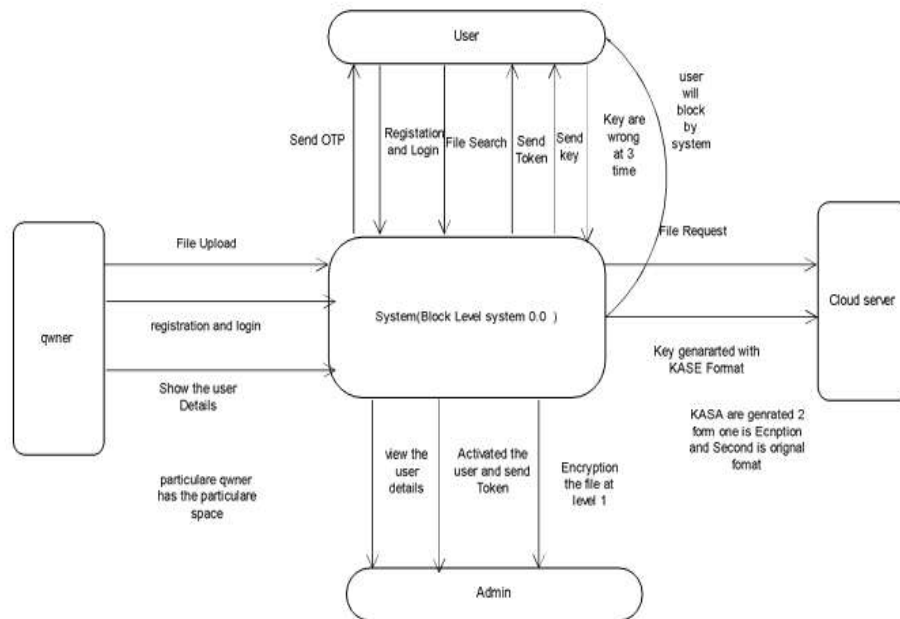 User
user
will
block
by
system
Send OTP
Registation
and Login
File Search
Send
Token
Send
key
Key are
wrong
at 3
time
File Upload
File Request
System(Block Level system 0.0 )
Cloud server
qwner
registration and login
Key genararted with
KASE Format
Show the user
Details
KASA are genrated 2
form one is Ecnption
and Second is orignal
fomat
particulare qwner
has the particulare
space
view the
user
details
Activated the
user and send
Token
Encryption
the file at
level 1
Admin